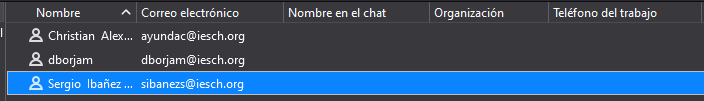 Nombre Correo electrónico Nombre en el chat Organización Teléfono del trabajo
Christian Alex... ayundac@iesch.org
dborjam dborjam@iesch.org
Sergio Ibañez ... sibanezs@iesch.org